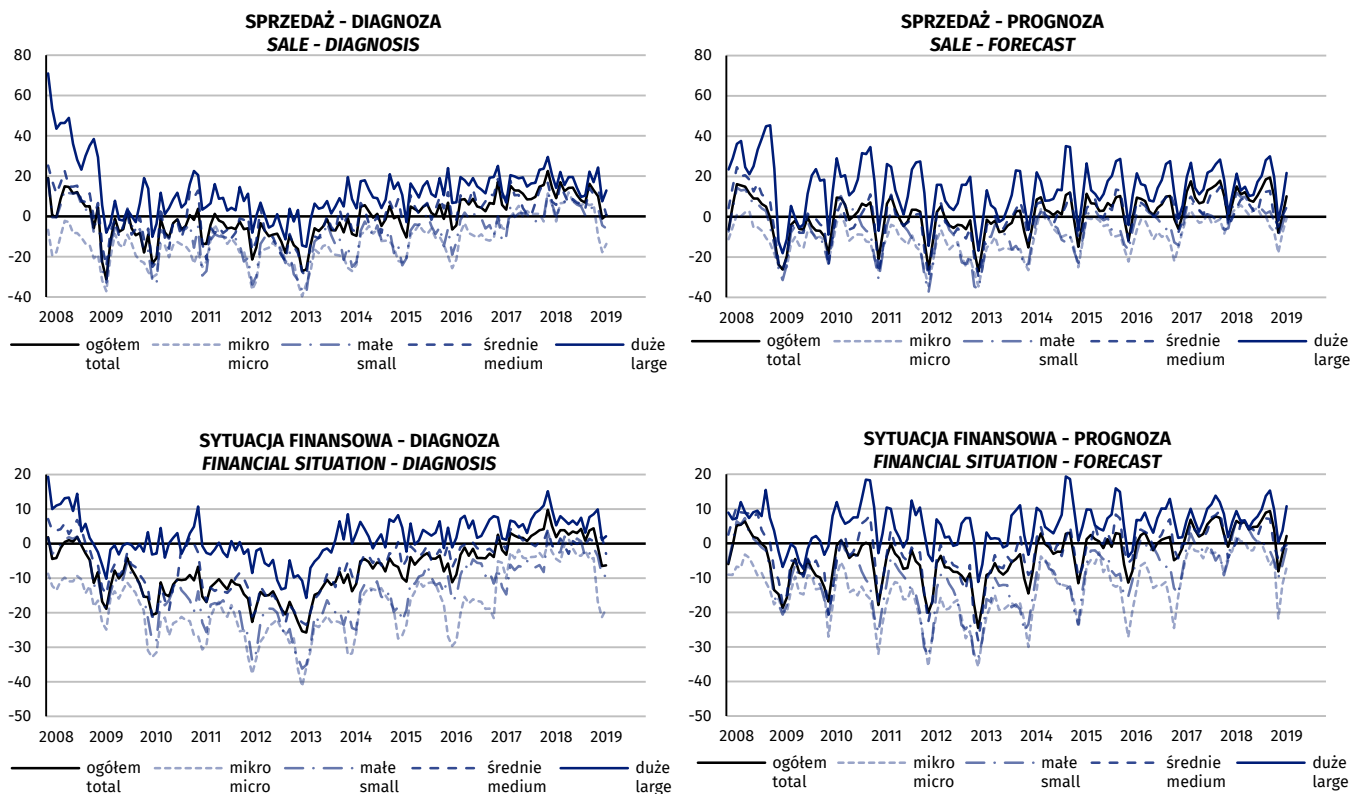 SPRZEDAŻ - DIAGNOZA
SALE - DIAGNOSIS
80
60
40
20
0
-20
-40
2008 2009 2010 2011 2012 2013 2014 2015 2016 2017 2018 2019
ogółem total
mikro micro
małe small
średnie medium
duże large
SPRZEDAŻ - PROGNOZA
SALE - FORECAST
80
60
40
20
0
-20
-40
2008 2009 2010 2011 2012 2013 2014 2015 2016 2017 2018 2019
ogółem total
mikro micro
małe small
średnie medium
duże large
SYTUACJA FINANSOWA - DIAGNOZA
FINANCIAL SITUATION - DIAGNOSIS
20
10
0
-10
-20
-30
-40
-50
2008 2009 2010 2011 2012 2013 2014 2015 2016 2017 2018 2019
ogółem total
mikro micro
małe small
średnie medium
duże large
SYTUACJA FINANSOWA - PROGNOZA
FINANCIAL SITUATION - FORECAST
20
10
0
-10
-20
-30
-40
-50
2008 2009 2010 2011 2012 2013 2014 2015 2016 2017 2018 2019
ogółem total
mikro micro
małe small
średnie medium
duże large